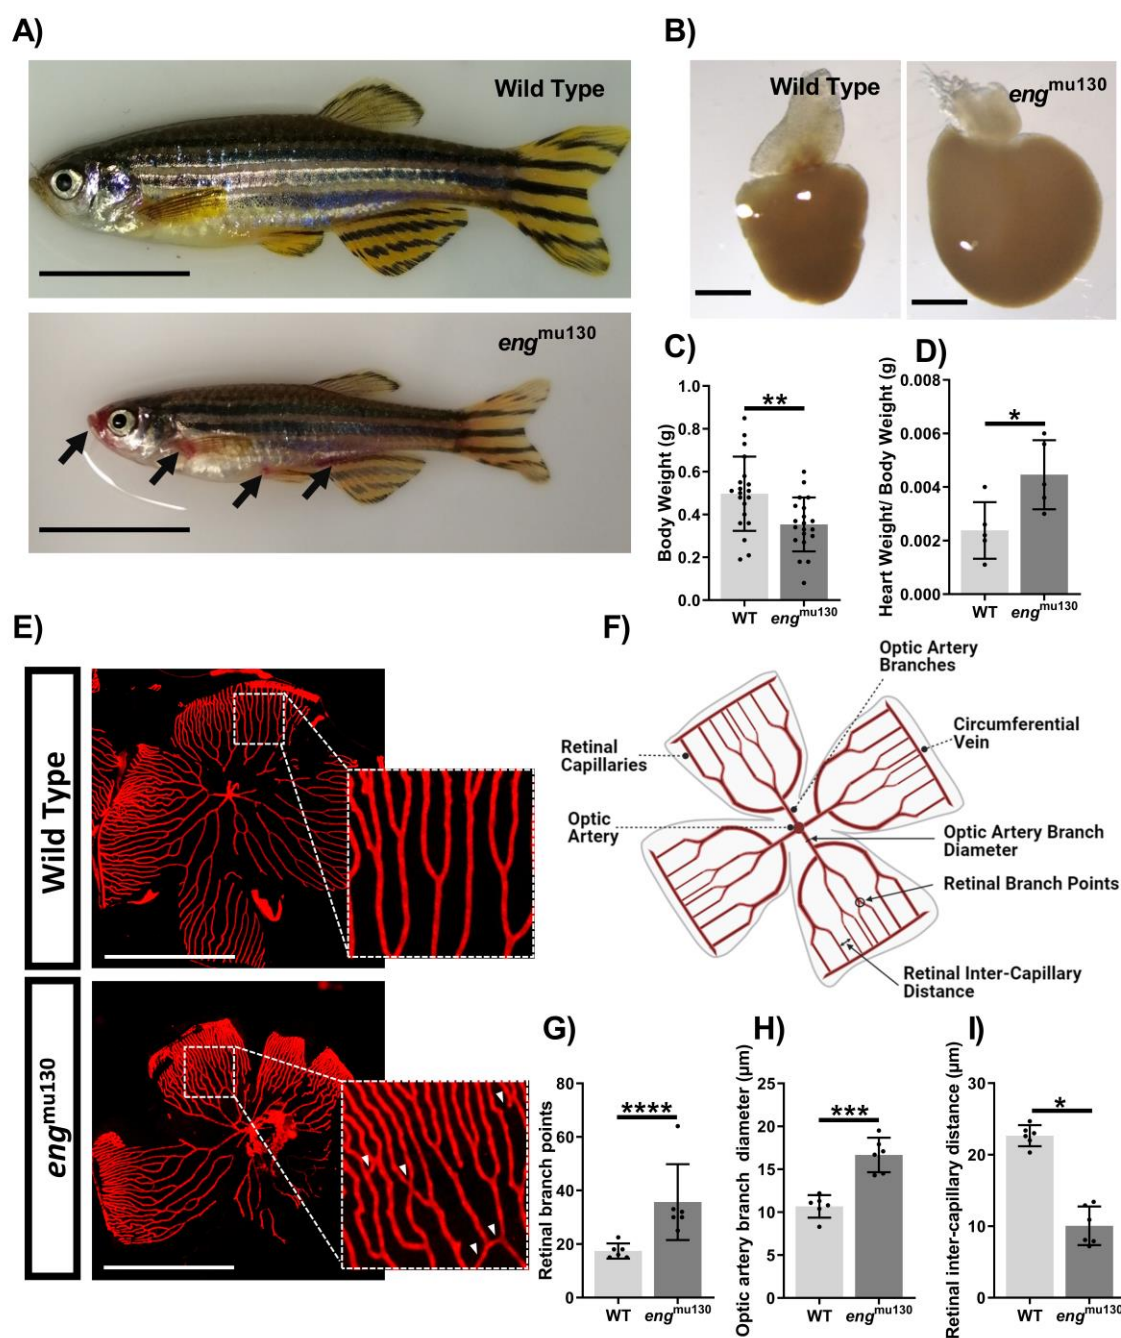 A)
Wild Type
eng^mu130
B)
Wild Type
eng^mu130
C)
Body Weight (g)
1.0
0.8
0.6
0.4
0.2
0.0
**
WT
eng^mu130
D)
Heart Weight/ Body Weight (g)
0.008
0.006
0.004
0.002
0.000
*
WT
eng^mu130
E)
Wild Type
eng^mu130
F)
Optic Artery
Branches
Circumferential
Vein
Retinal
Capillaries
Optic
Artery
Optic Artery Branch
Diameter
Retinal Branch Points
Retinal Inter-Capillary
Distance
G)
Retinal branch points
80
60
40
20
0
****
WT
eng^mu130
H)
Optic artery branch diameter (μm)
25
20
15
10
5
0
***
WT
eng^mu130
I)
Retinal inter-capillary distance (μm)
30
20
10
0
*
WT
eng^mu130